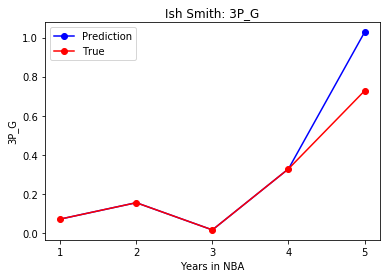 Ish Smith: 3P_G
Prediction
True
1.0
0.8
0.6
0.4
0.2
0.0
3P_G
1 2 3 4 5
Years in NBA